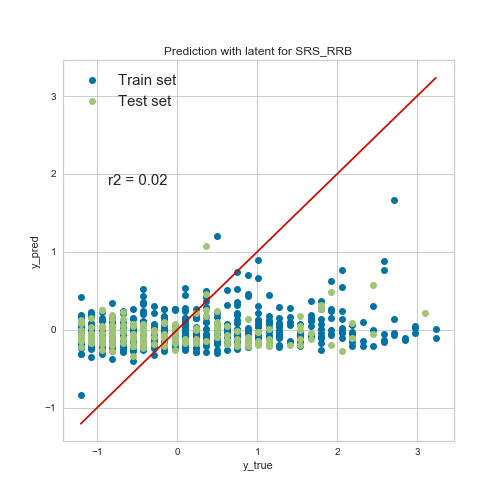 Prediction with latent for SRS_RRB
Train set
Test set
r2 = 0.02
3
2
1
0
−1
y_pred
−1 0 1 2 3
y_true